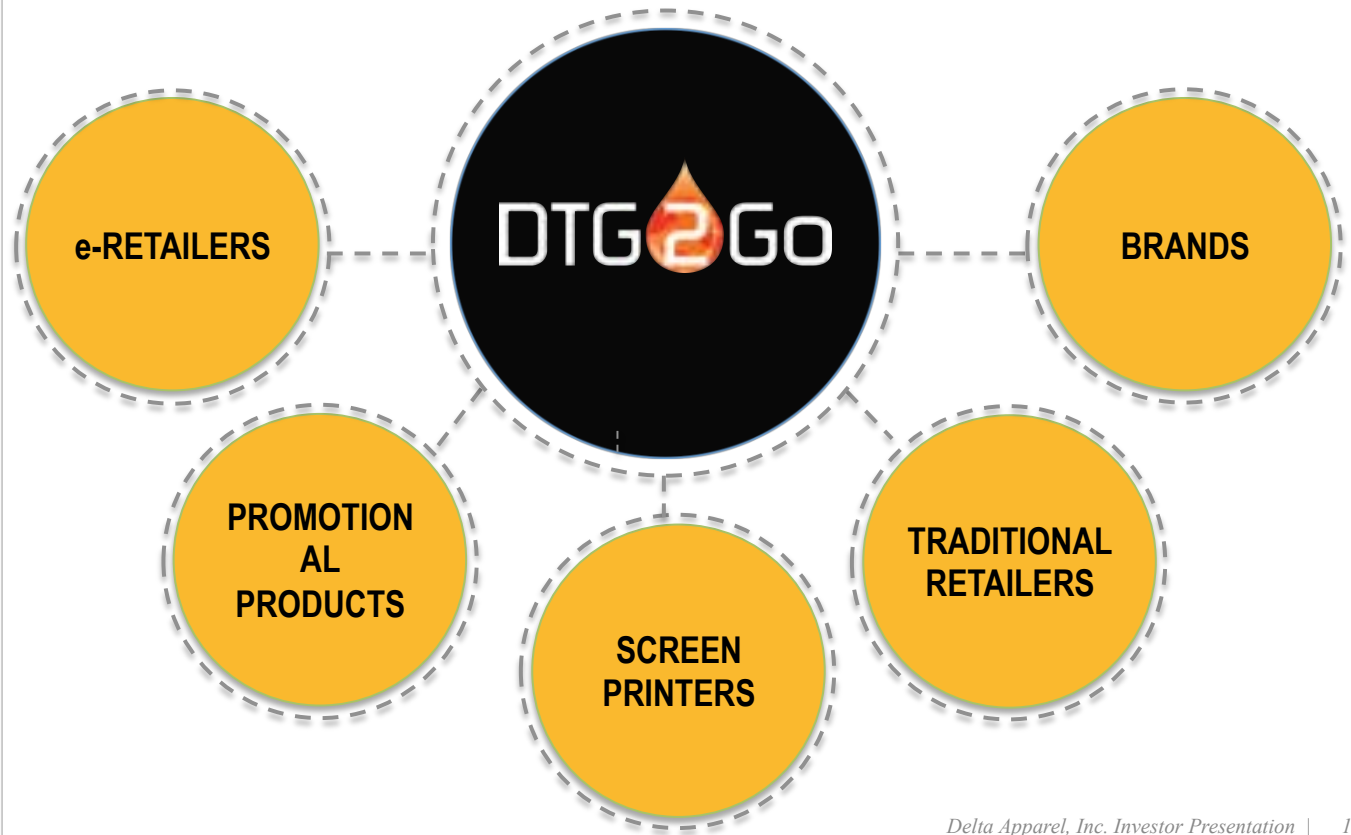 DTG2Go
e-RETAILERS
BRANDS
PROMOTION
AL
PRODUCTS
SCREEN
PRINTERS
TRADITIONAL
RETAILERS
Delta Apparel, Inc. Investor Presentation | 1